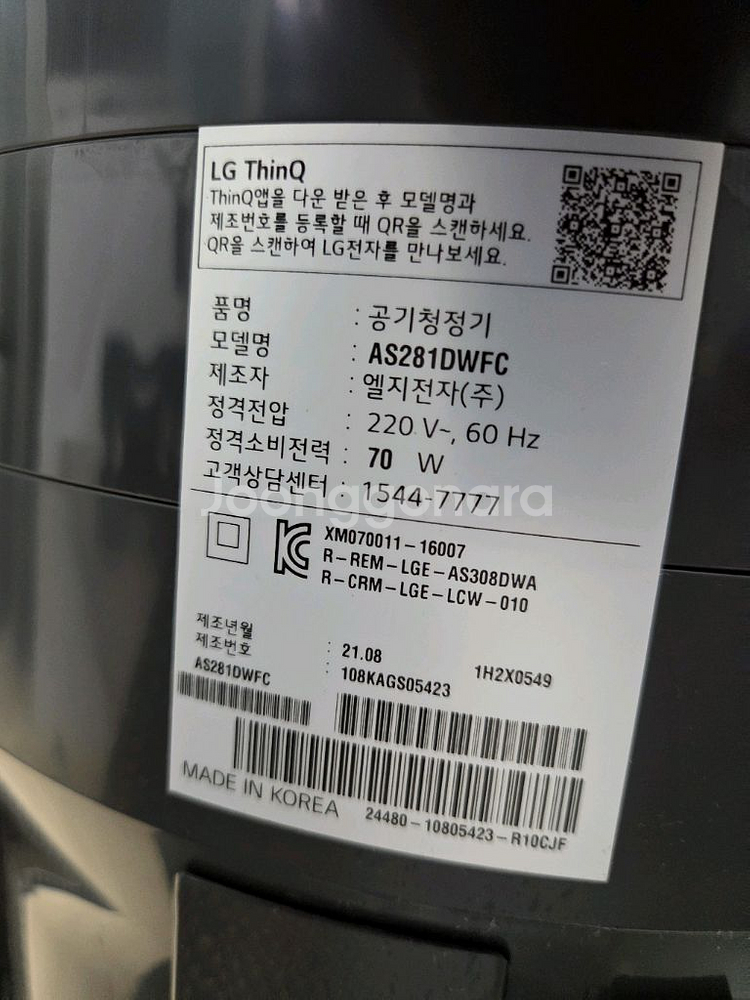 LG ThinQ
ThinQ앱을 다운 받은 후 모델명과
제조번호를 등록할 때 QR을 스캔하세요.
QR을 스캔하여 LG전자를 만나보세요.
품명 : 공기청정기
모델명 : AS281DWFC
제조자 : 엘지전자(주)
정격전압 : 220 V~, 60 Hz
정격소비전력 : 70 W
고객상담센터 : 1544-7777
Joonggonara
XM070011-16007
R-REM-LGE-AS308DWA
R-CRM-LGE-LCW-010
제조년월 : 21.08
제조번호 : 108KAGS05423 1H2X0549
AS281DWFC
MADE IN KOREA 24480-10805423-R10CJF